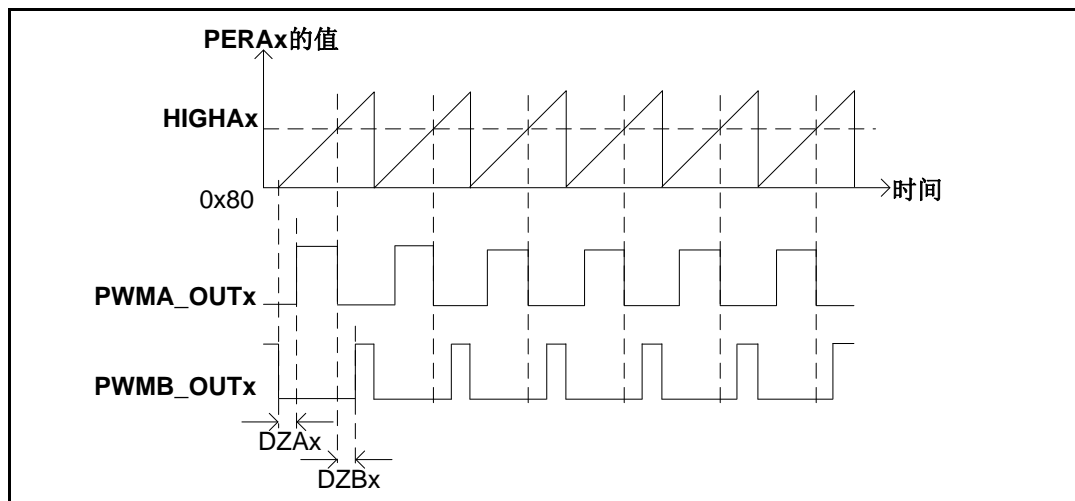 PERAx的值
HIGHAx
0x80
时间
PWMA_OUTx
PWMB_OUTx
DZAx
DZBx